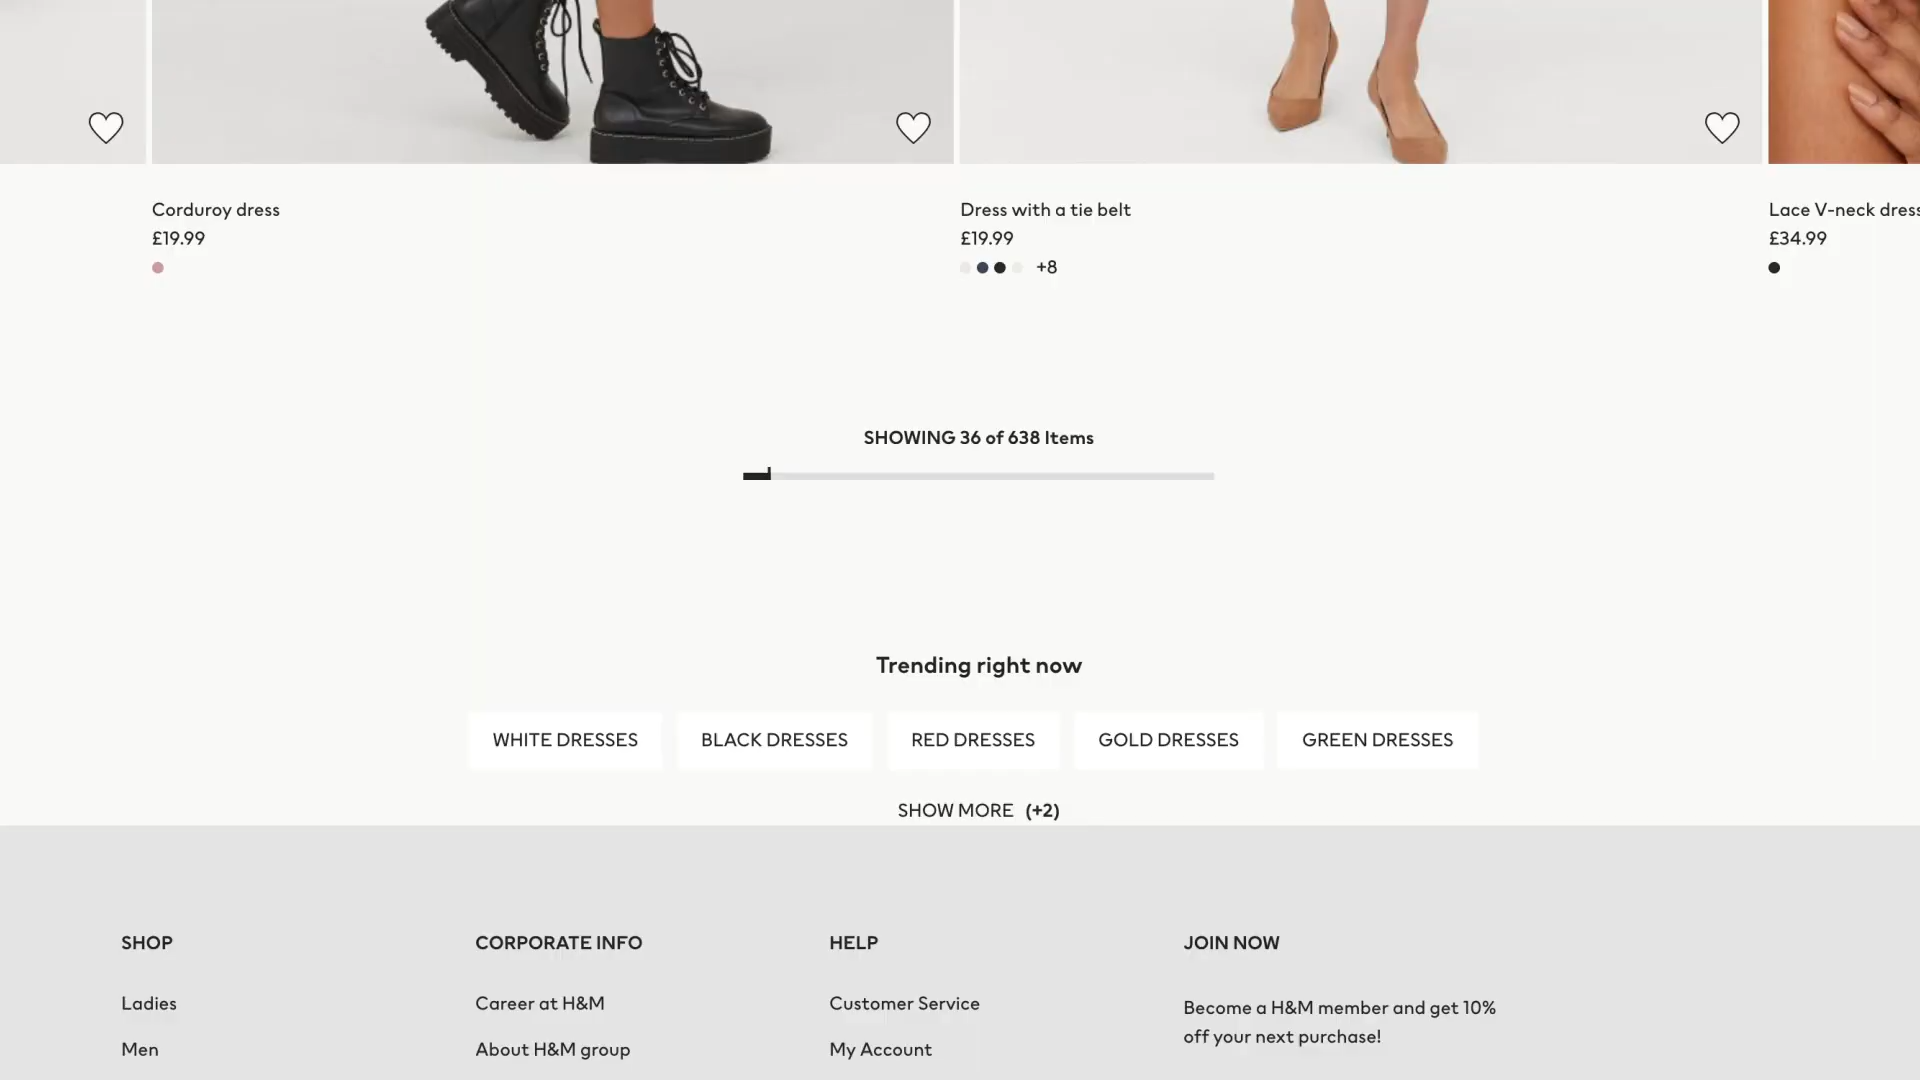 Corduroy dress
£19.99
Dress with a tie belt
£19.99
+8
Lace V-neck dress
£34.99
SHOWING 36 of 638 Items
Trending right now
WHITE DRESSES
BLACK DRESSES
RED DRESSES
GOLD DRESSES
GREEN DRESSES
SHOW MORE (+2)
SHOP
Ladies
Men
CORPORATE INFO
Career at H&M
About H&M group
HELP
Customer Service
My Account
JOIN NOW
Become a H&M member and get 10%
off your next purchase!